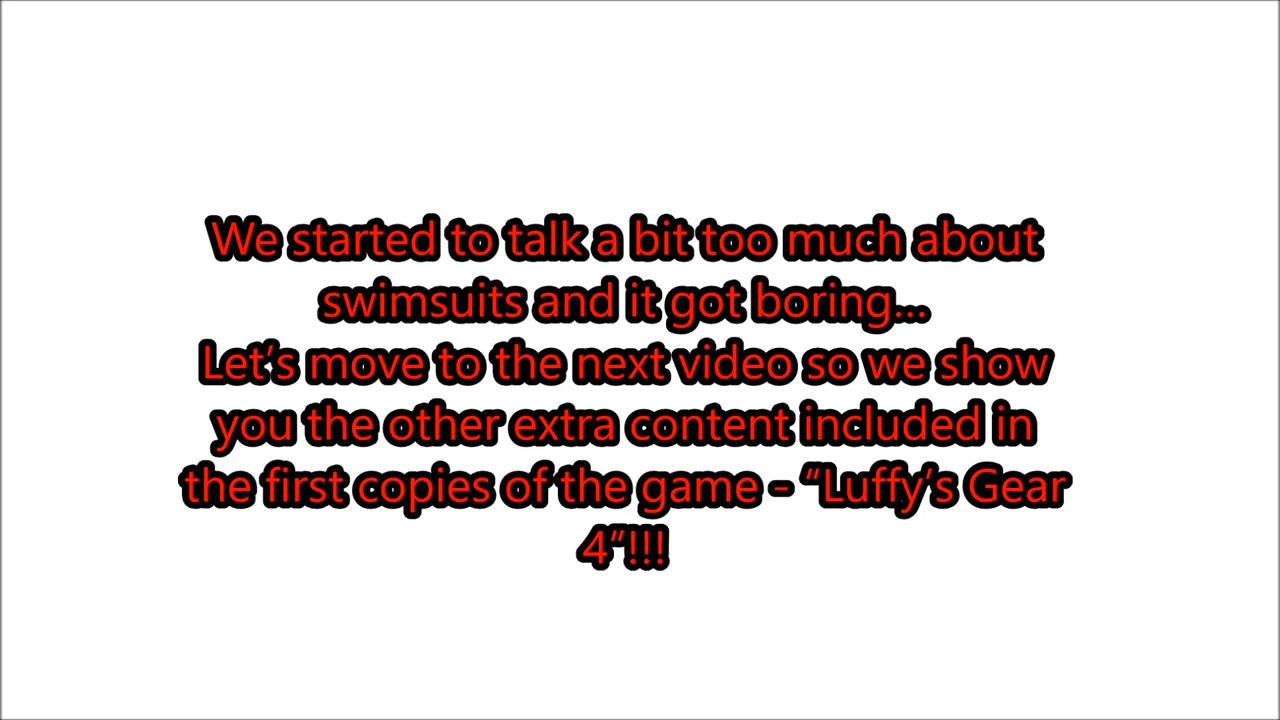 We started to talk a bit too much about
swimsuits and it got boring...
Let's move to the next video so we show
you the other extra content included in
the first copies of the game - "Luffy's Gear
4"!!!